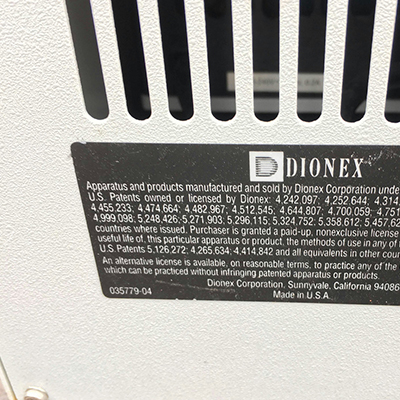 DIONEX
Apparatus and products manufactured and sold by Dionex Corporation under
U.S. Patents owned or licensed by Dionex: 4,242,097; 4,252,644; 4,314,
4,455,233; 4,474,664; 4,482,967; 4,512,545; 4,644,807; 4,700,059; 4,751
4,999,098; 5,248,426; 5,271,903; 5,296,115; 5,324,752; 5,358,612; 5,457,62
countries where issued. Purchaser is granted a paid-up, nonexclusive license
useful life of, this particular apparatus or product, the methods of use in any of
U.S. Patents 5,126,272; 4,265,634; 4,414,842 and all equivalents in other coun
An alternative license is available, on reasonable terms, to practice any of the
which can be practiced without infringing patented apparatus or products.
Dionex Corporation, Sunnyvale, California 94086
Made in U.S.A.
035779-04